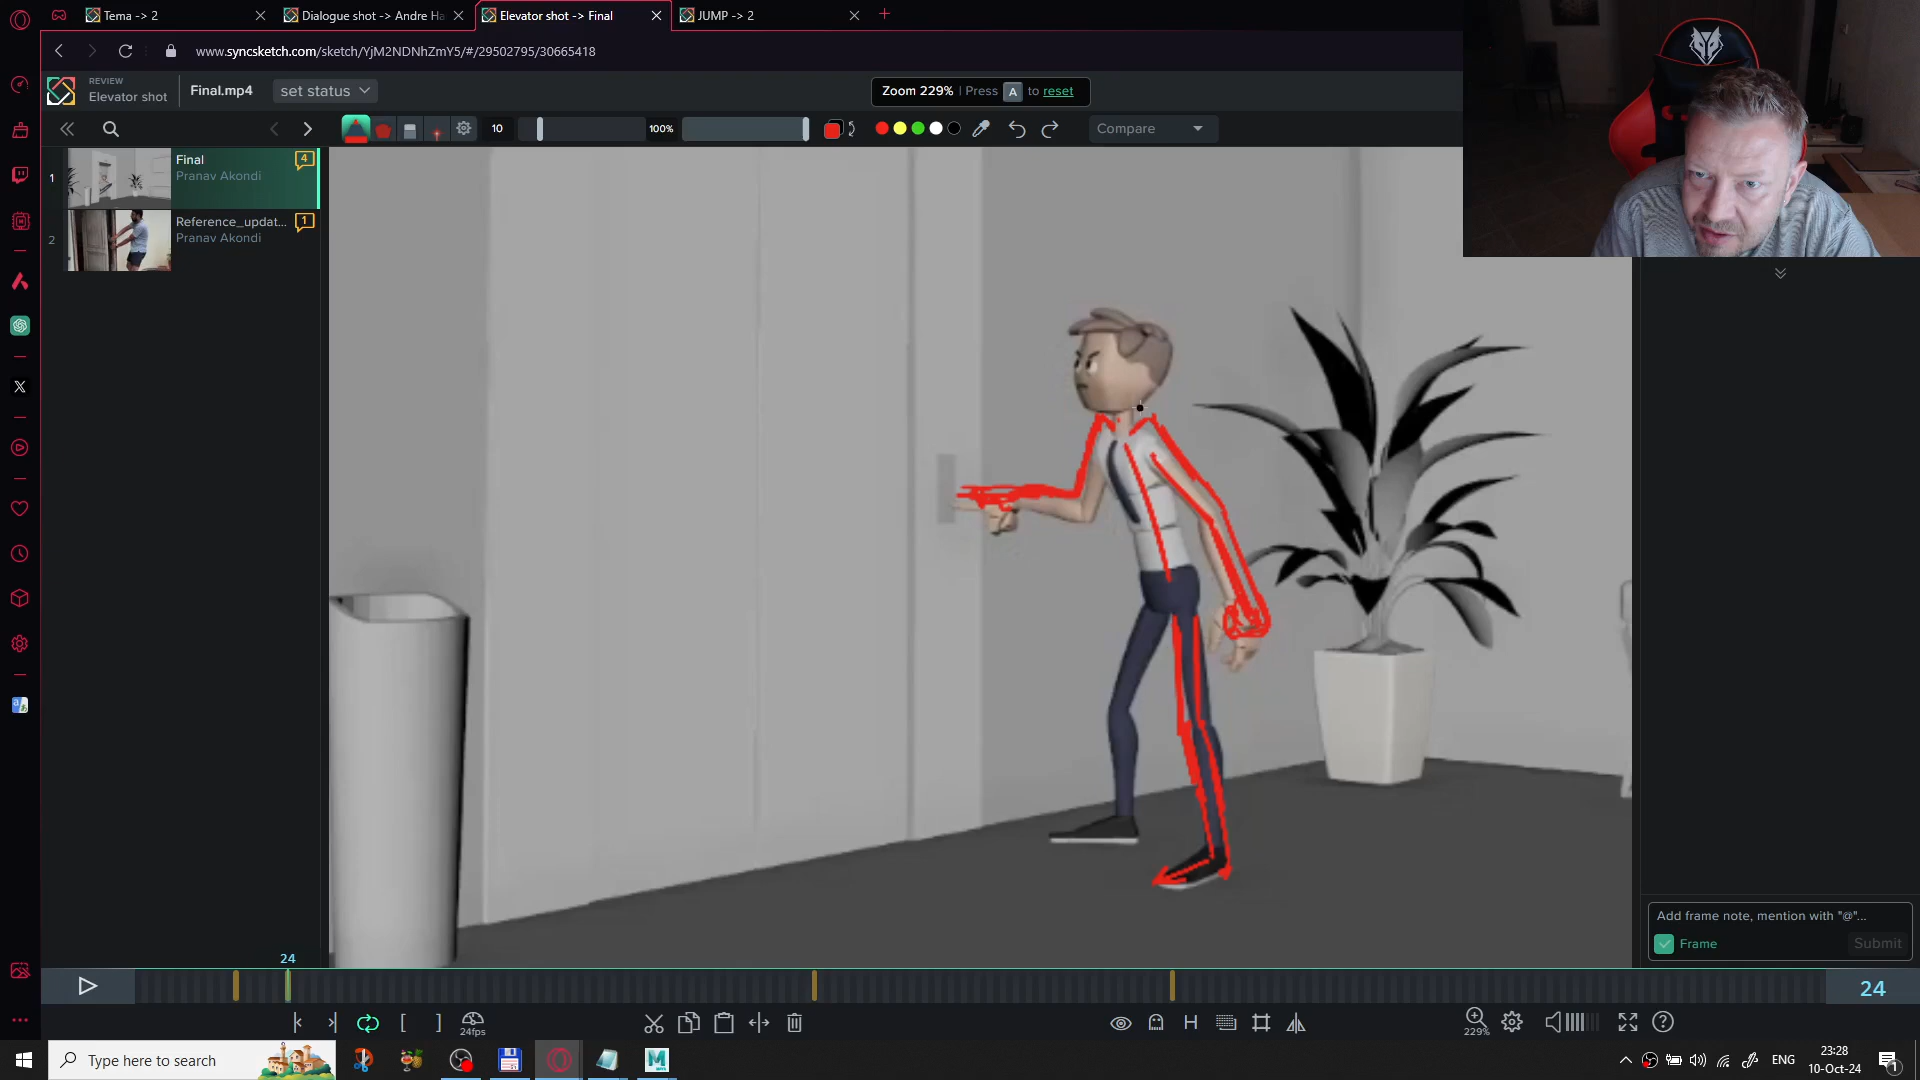 Tema -> 2
Dialogue shot -> Andre Ha
Elevator shot -> Final
JUMP -> 2
www.syncsketch.com/sketch/YjM2NDNhZmY5/#/29502795/30665418
REVIEW
Elevator shot
Final.mp4
set status
Zoom 229% | Press A to reset
10
100%
Compare
1
Final
Pranav Akondi
4
2
Reference_updat...
Pranav Akondi
1
Add frame note, mention with "@"...
Frame
Submit
24
24
24fps
H
229%
Type here to search
ENG
23:28
10-Oct-24
1